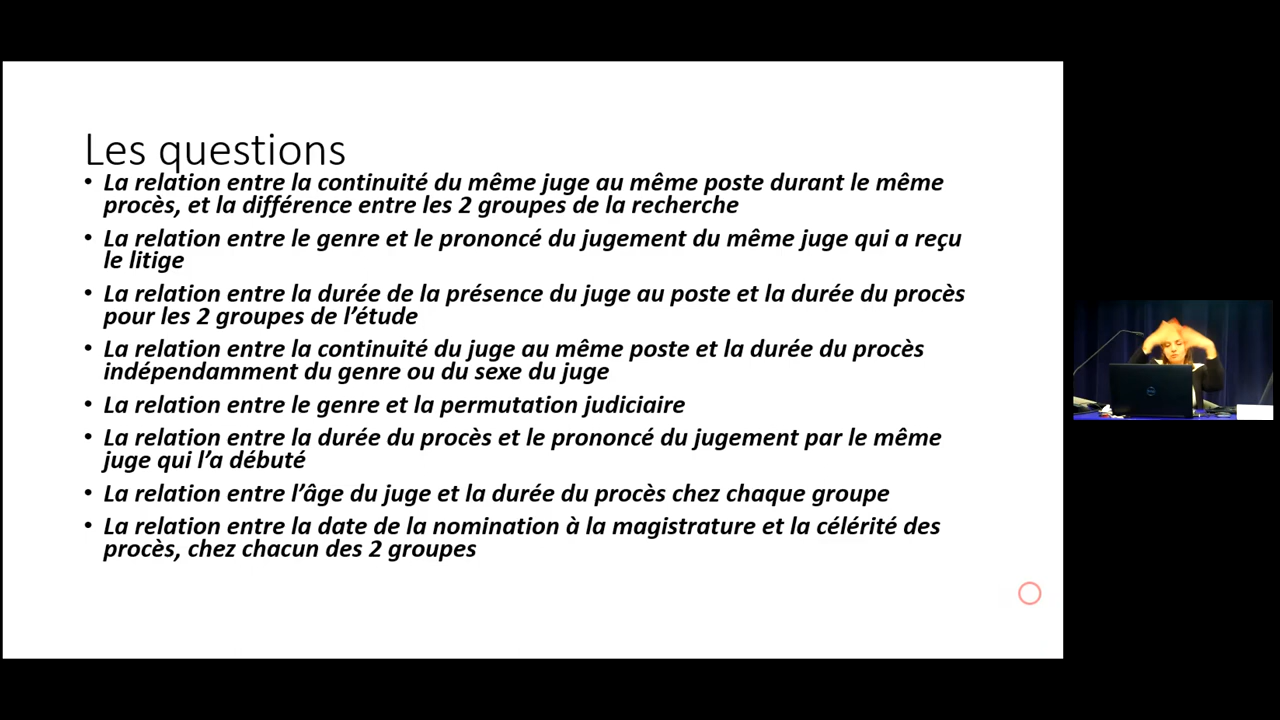 Les questions
• La relation entre la continuité du même juge au même poste durant le même
procès, et la différence entre les 2 groupes de la recherche
• La relation entre le genre et le prononcé du jugement du même juge qui a reçu
le litige
• La relation entre la durée de la présence du juge au poste et la durée du procès
pour les 2 groupes de l’étude
• La relation entre la continuité du juge au même poste et la durée du procès
indépendamment du genre ou du sexe du juge
• La relation entre le genre et la permutation judiciaire
• La relation entre la durée du procès et le prononcé du jugement par le même
juge qui l’a débuté
• La relation entre l’âge du juge et la durée du procès chez chaque groupe
• La relation entre la date de la nomination à la magistrature et la célérité des
procès, chez chacun des 2 groupes